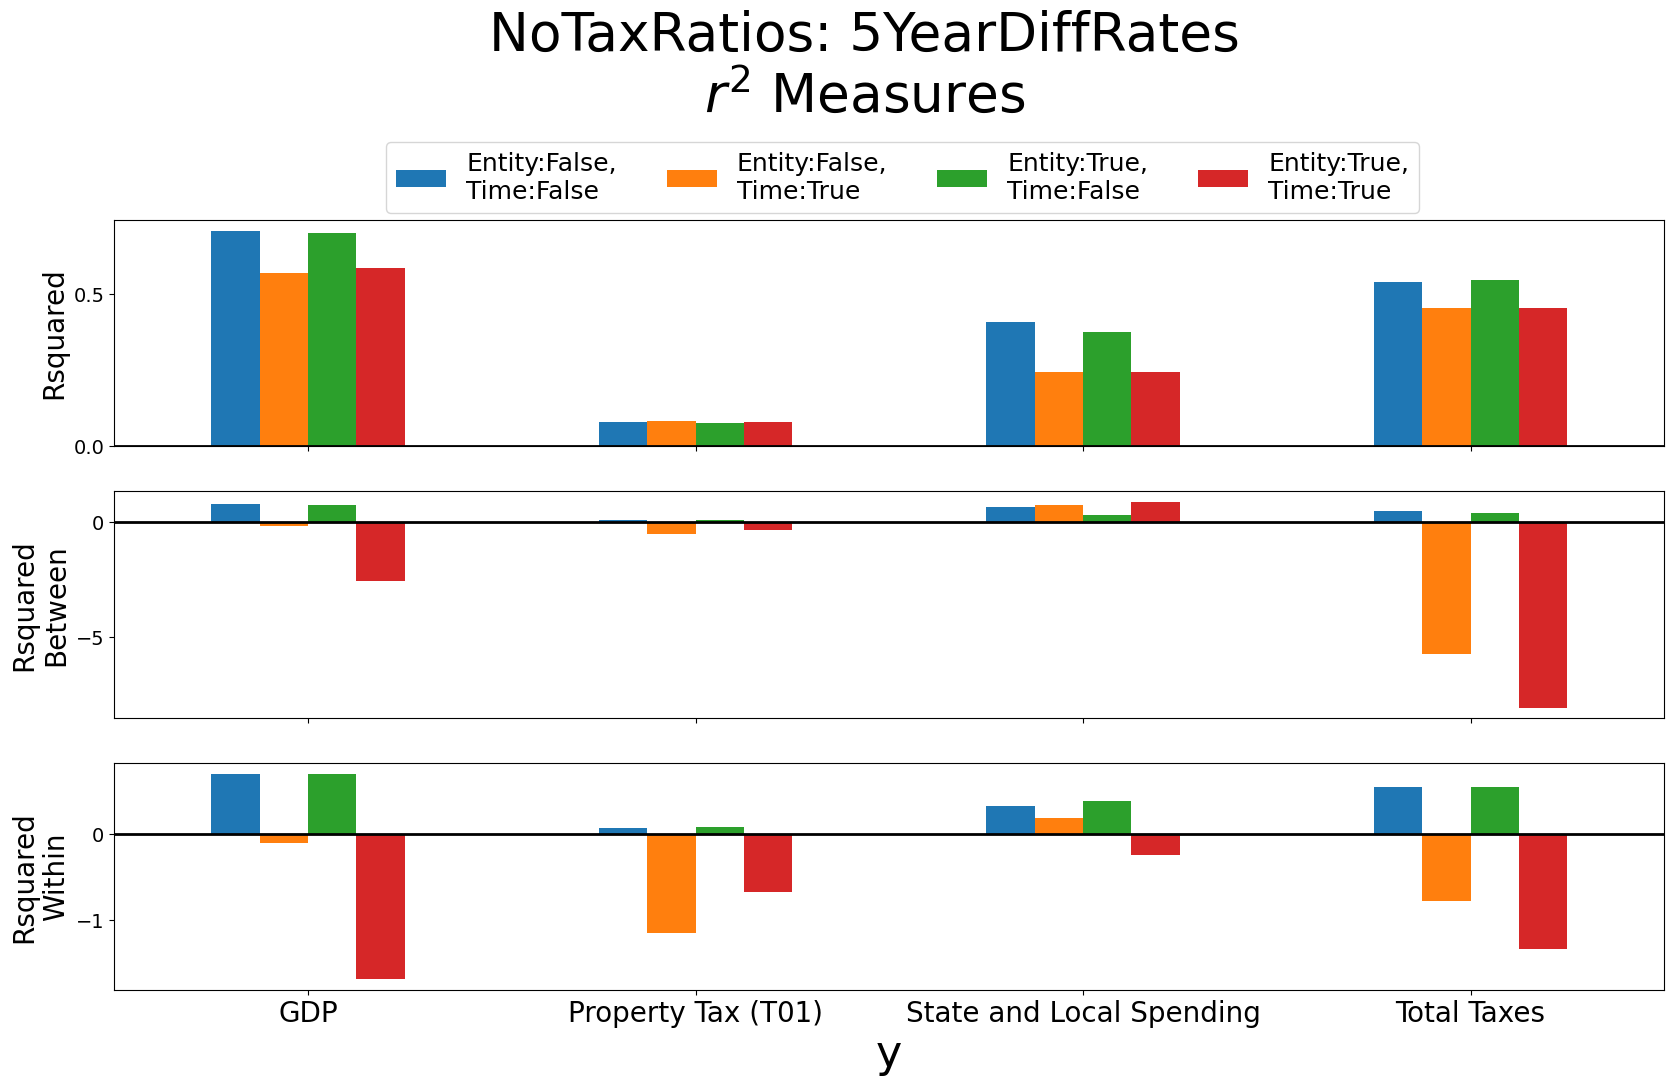 NoTaxRatios: 5YearDiffRates
r² Measures
Entity:False,
Time:False
Entity:False,
Time:True
Entity:True,
Time:False
Entity:True,
Time:True
Rsquared
0.5
0.0
Rsquared
Between
0
−5
Rsquared
Within
0
−1
GDP
Property Tax (T01)
State and Local Spending
Total Taxes
y